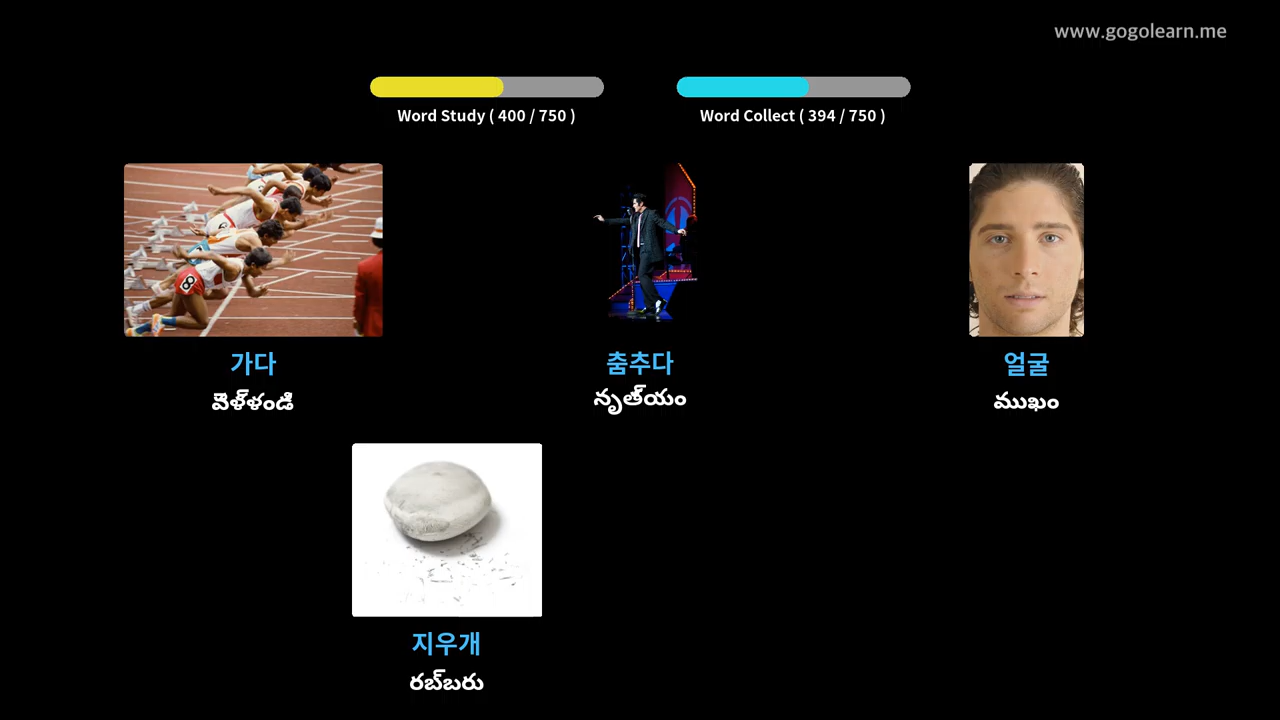 www.gogolearn.me
Word Study ( 400 / 750 )
Word Collect ( 394 / 750 )
가다
వెళ్ళండి
춤추다
నృత్యం
얼굴
ముఖం
지우개
రబ్బరు